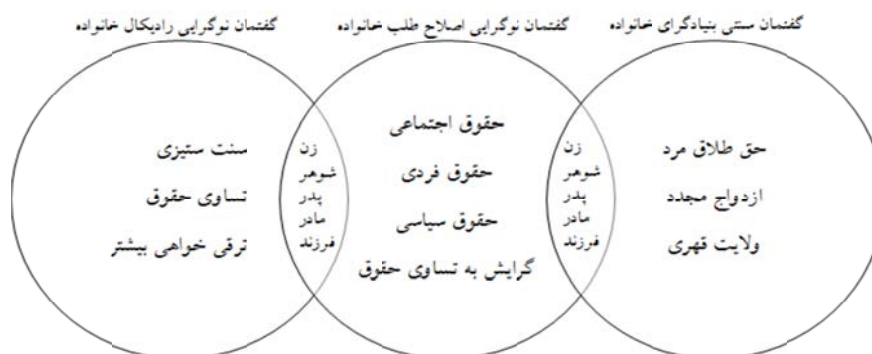 گفتمان سنتی بنیادگرای خانواده
گفتمان نوگرایی اصلاح طلب خانواده
گفتمان نوگرایی رادیکال خانواده
حق طلاق مرد
ازدواج مجدد
ولایت قهری
زن
شوهر
پدر
مادر
فرزند
حقوق اجتماعی
حقوق فردی
حقوق سیاسی
گرایش به تساوی حقوق
زن
شوهر
پدر
مادر
فرزند
سنت ستیزی
تساوی حقوق
ترقی خواهی بیشتر